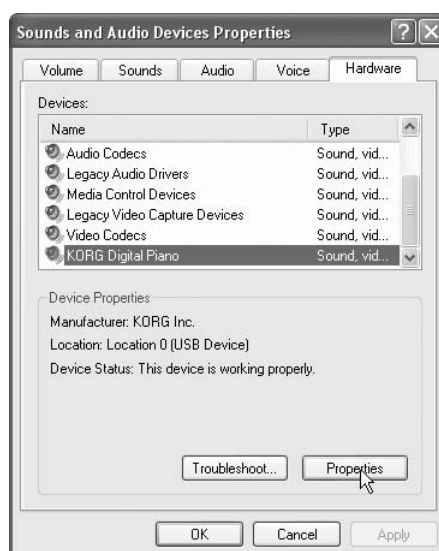 Sounds and Audio Devices Properties
Volume Sounds Audio Voice Hardware
Devices:
Name Type
Audio Codecs Sound, vid...
Legacy Audio Drivers Sound, vid...
Media Control Devices Sound, vid...
Legacy Video Capture Devices Sound, vid...
Video Codecs Sound, vid...
KORG Digital Piano Sound, vid...
Device Properties
Manufacturer: KORG Inc.
Location: Location 0 (USB Device)
Device Status: This device is working properly.
Troubleshoot... Properties
OK Cancel Apply